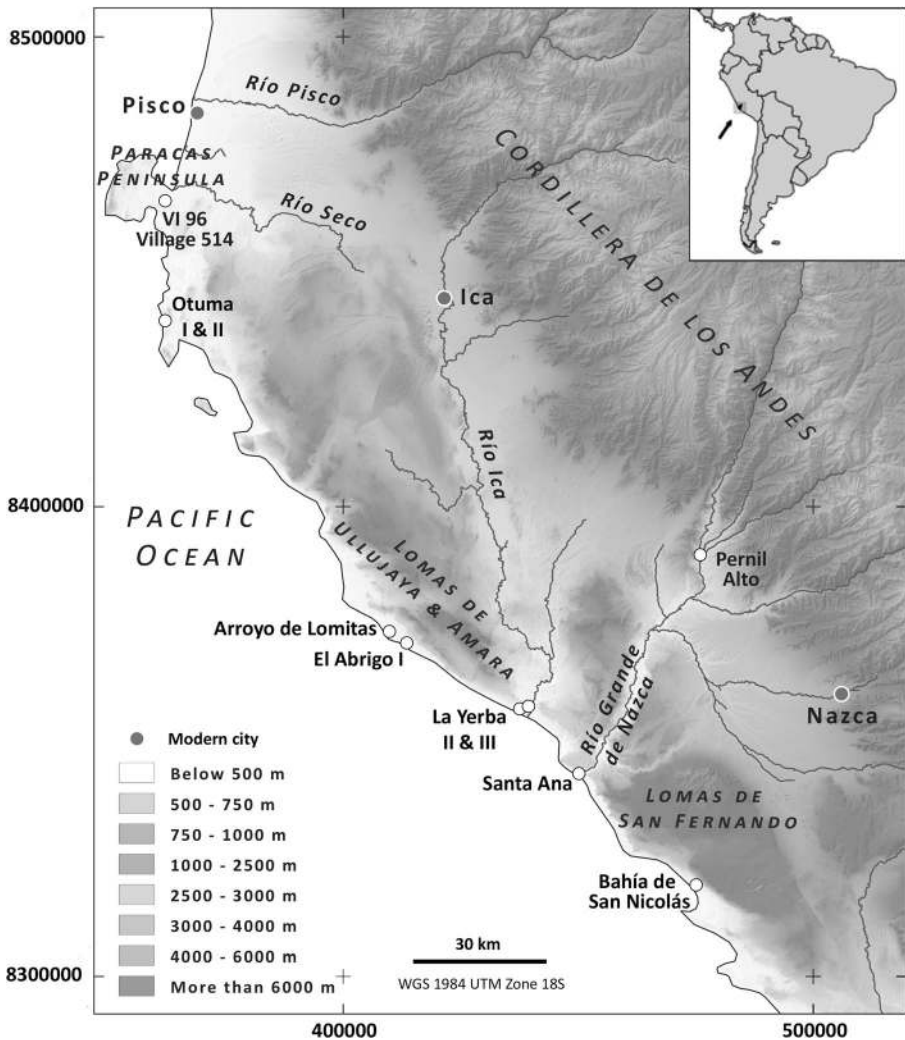 8500000
Pisco
Río Pisco
PARACAS
PENINSULA
VI 96
Village 514
Río Seco
CORDILLERA DE LOS ANDES
Otuma
I & II
Ica
Río Ica
8400000
PACIFIC
OCEAN
LOMAS DE
ULLUJAYA & AMARA
Pernil
Alto
Arroyo de Lomitas
El Abrigo I
Rio Grande
de Nazca
La Yerba
II & III
Nazca
Santa Ana
LOMAS DE
SAN FERNANDO
Bahía de
San Nicolás
Modern city
Below 500 m
500 - 750 m
750 - 1000 m
1000 - 2500 m
2500 - 3000 m
3000 - 4000 m
4000 - 6000 m
More than 6000 m
30 km
WGS 1984 UTM Zone 18S
8300000
400000
500000